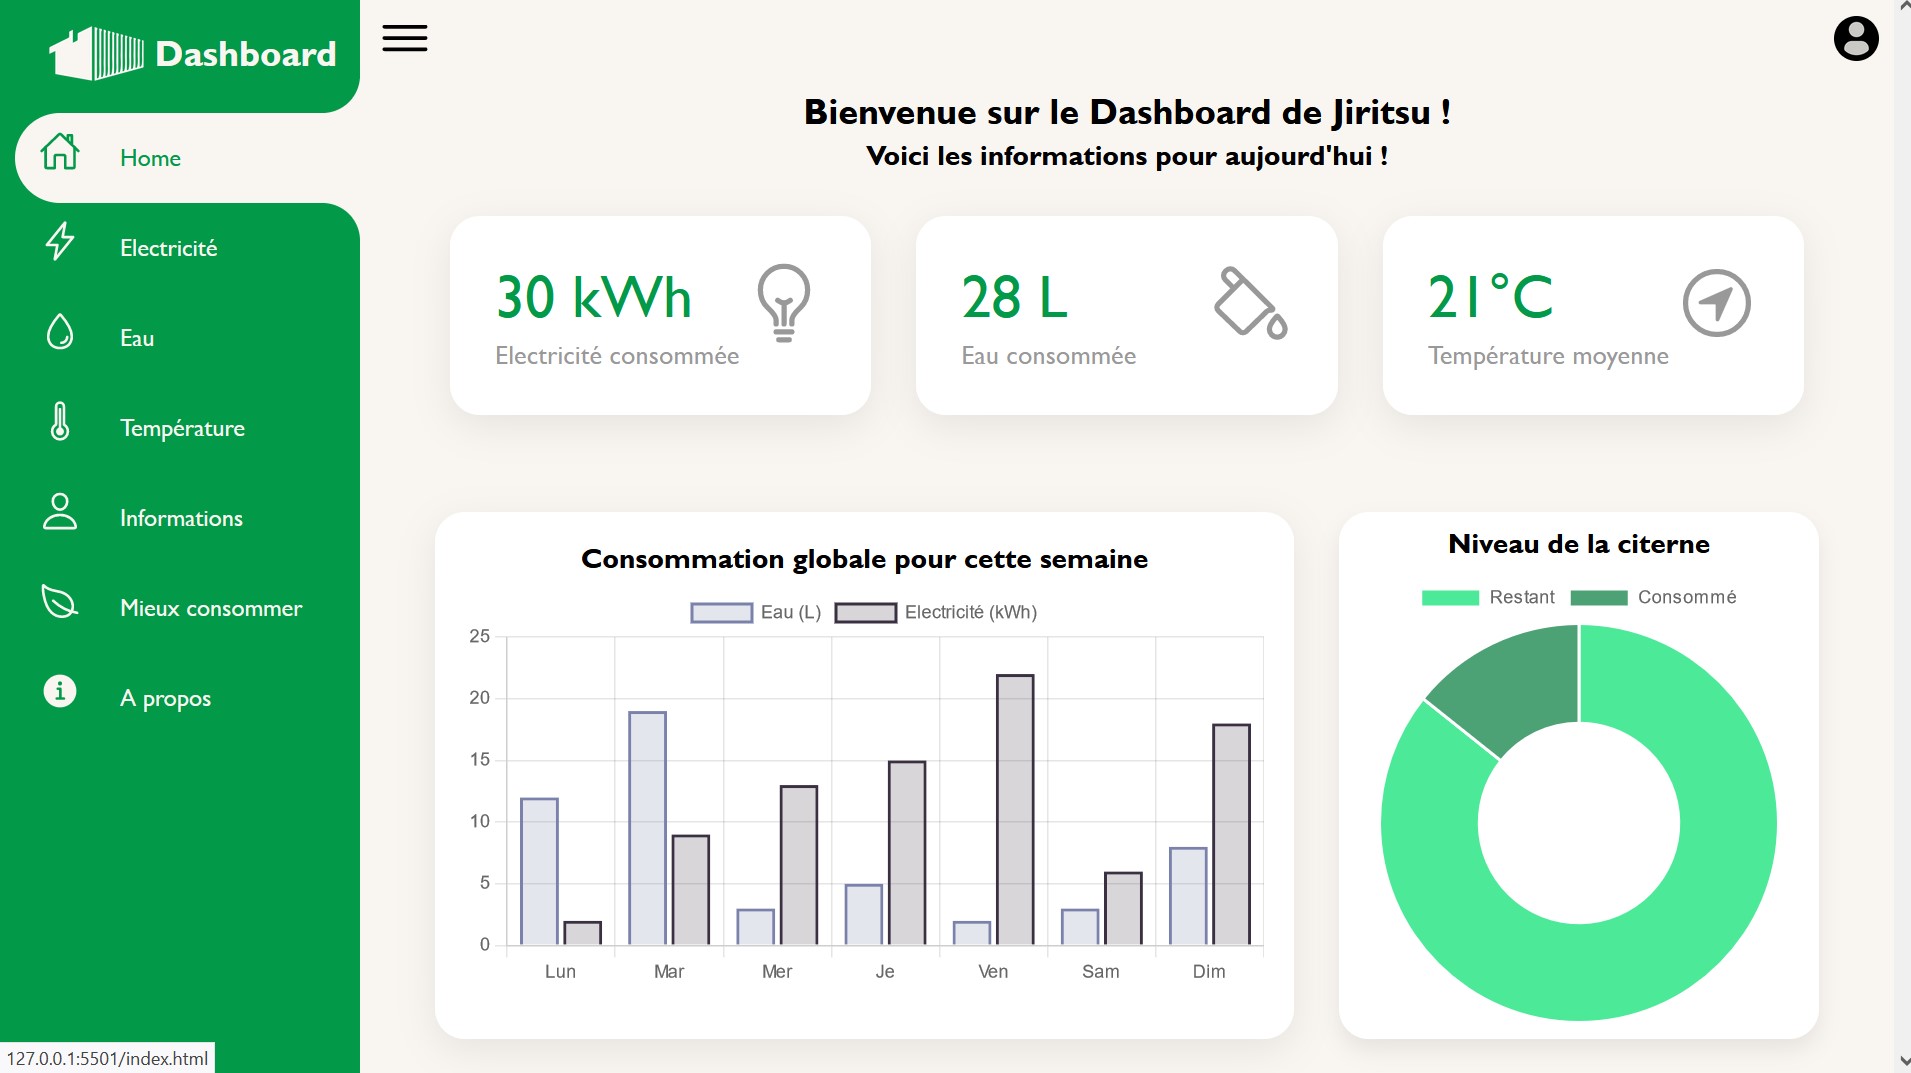 Dashboard
Home
Electricité
Eau
Température
Informations
Mieux consommer
A propos
Bienvenue sur le Dashboard de Jiritsu !
Voici les informations pour aujourd'hui !
30 kWh
Electricité consommée
28 L
Eau consommée
21°C
Température moyenne
Consommation globale pour cette semaine
Eau (L) Electricité (kWh)
25
20
15
10
5
0
Lun Mar Mer Je Ven Sam Dim
Niveau de la citerne
Restant Consommé
127.0.0.1:5501/index.html